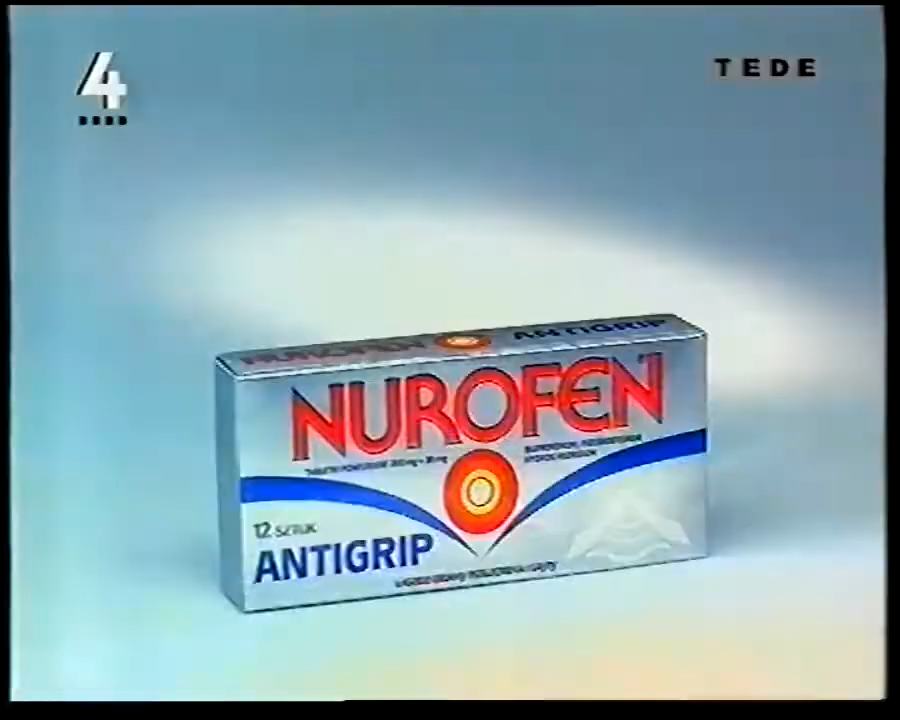 4
TEDE
NUROFEN ANTIGRIP
NUROFEN
12 SZTUK
ANTIGRIP